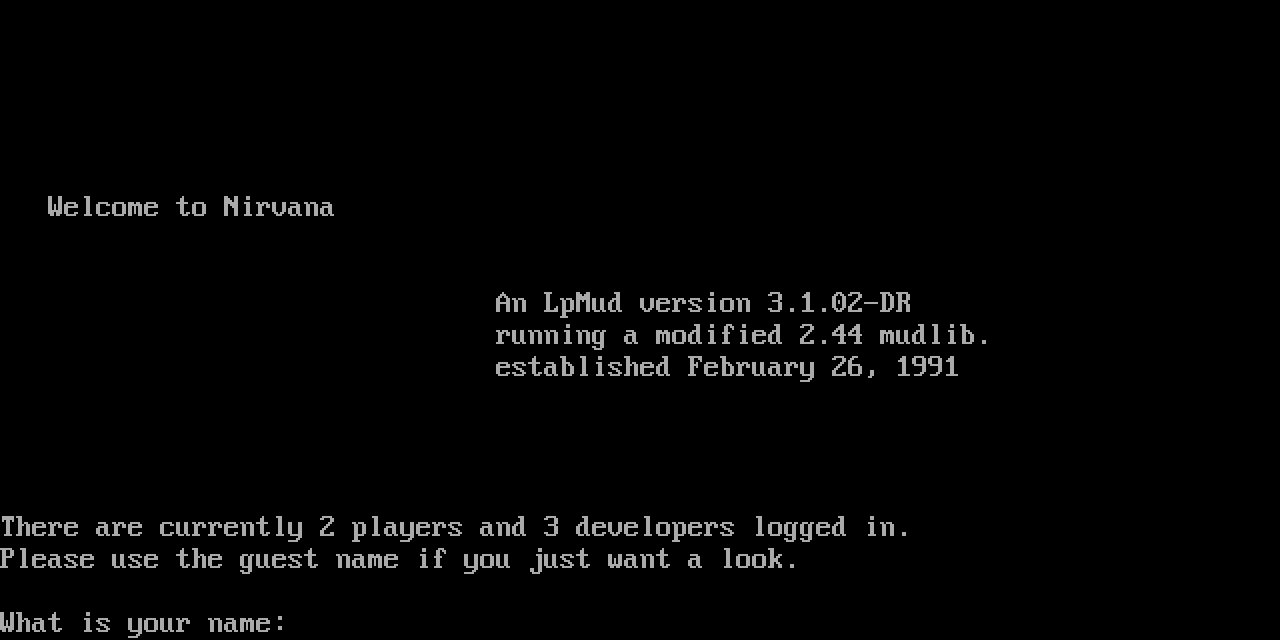 Welcome to Nirvana
An LpMud version 3.1.02-DR
running a modified 2.44 mudlib.
established February 26, 1991
There are currently 2 players and 3 developers logged in.
Please use the guest name if you just want a look.
What is your name: